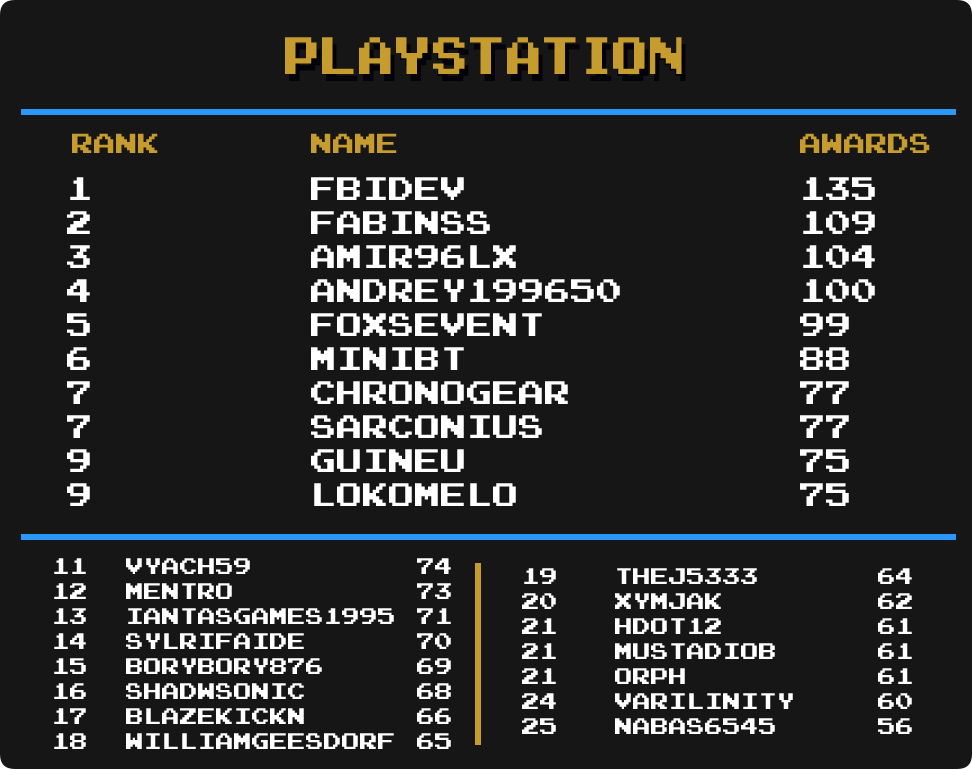 PLAYSTATION
RANK NAME AWARDS
1 FBIDEV 135
2 FABINSS 109
3 AMIR96LX 104
4 ANDREY199650 100
5 FOXSEVENT 99
6 MINIBT 88
7 CHRONOGEAR 77
7 SARCONIUS 77
9 GUINEU 75
9 LOKOMELO 75
11 VYACH59 74
12 MENTRO 73
13 IANTASGAMES1995 71
14 SYLRIFAIDE 70
15 BORYBORY876 69
16 SHADWSONIC 68
17 BLAZEKICKN 66
18 WILLIAMGEESDORF 65
19 THEJ5333 64
20 XYMJAK 62
21 HDOT12 61
21 MUSTADIOB 61
21 ORPH 61
24 VARILINITY 60
25 NABAS6545 56